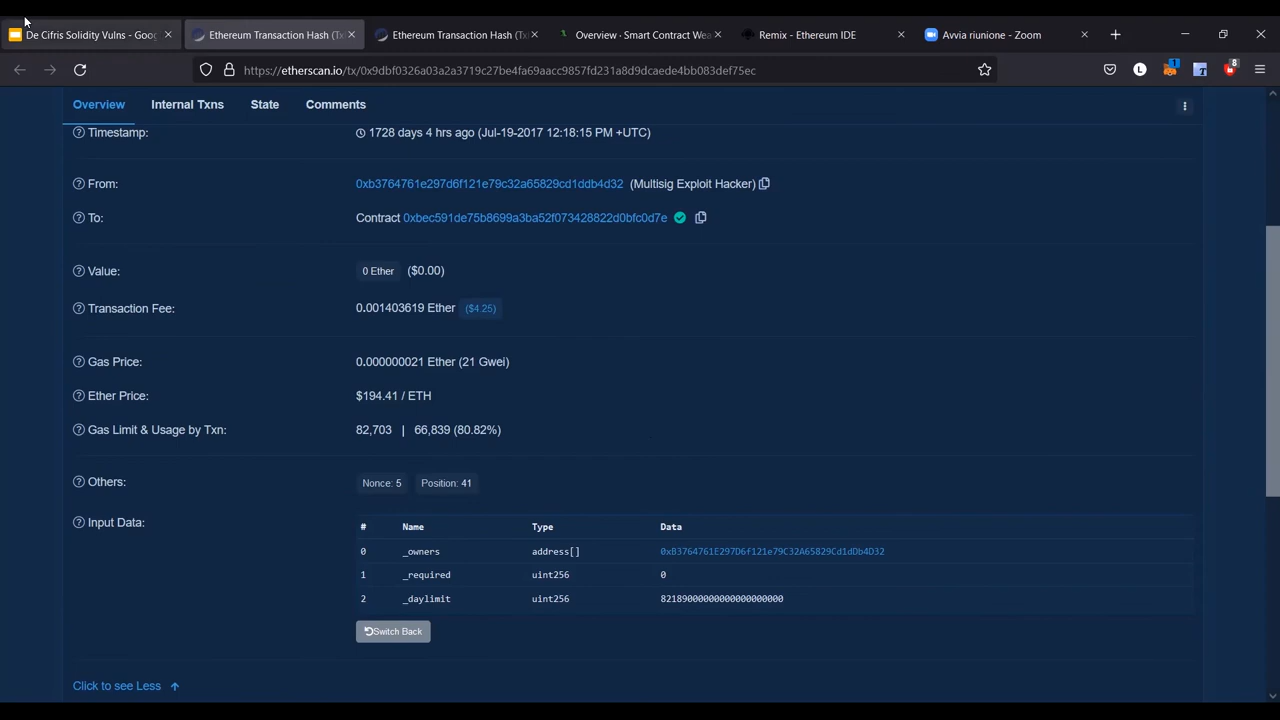 De Cifris Solidity Vulns - Goog
Ethereum Transaction Hash (Tx
Ethereum Transaction Hash (Tx
Overview · Smart Contract Wea
Remix - Ethereum IDE
Avvia riunione - Zoom
https://etherscan.io/tx/0x9dbf0326a03a2a3719c27be4fa69aacc9857fd231a8d9dcaede4bb083def75ec
L
1
8
Overview
Internal Txns
State
Comments
Timestamp:
1728 days 4 hrs ago (Jul-19-2017 12:18:15 PM +UTC)
From:
0xb3764761e297d6f121e79c32a65829cd1ddb4d32 (Multisig Exploit Hacker)
To:
Contract 0xbec591de75b8699a3ba52f073428822d0bfc0d7e
Value:
0 Ether ($0.00)
Transaction Fee:
0.001403619 Ether ($4.25)
Gas Price:
0.000000021 Ether (21 Gwei)
Ether Price:
$194.41 / ETH
Gas Limit & Usage by Txn:
82,703 | 66,839 (80.82%)
Others:
Nonce: 5 Position: 41
Input Data:
# Name Type Data
0 _owners address[] 0xB3764761E297D6f121e79C32A65829Cd1dDb4D32
1 _required uint256 0
2 _daylimit uint256 82189000000000000000000
Switch Back
Click to see Less